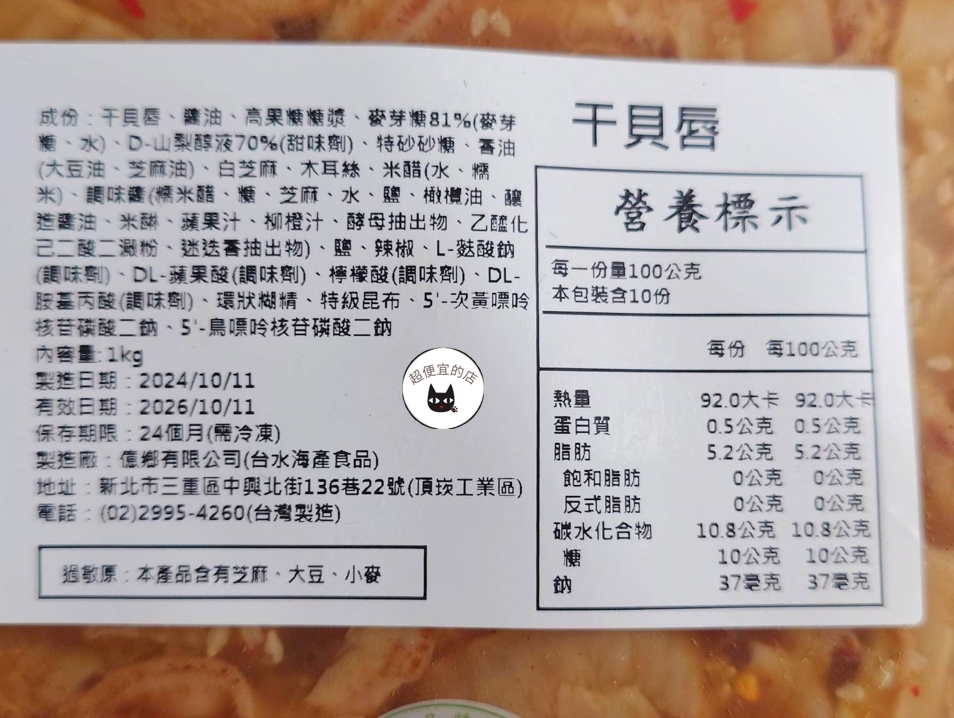 成份：干貝唇、醬油、高果糖糖漿、麥芽糖81%(麥芽
糖、水)、D-山梨醇液70%(甜味劑)、特砂砂糖、香油
(大豆油、芝麻油)、白芝麻、木耳絲、米醋(水、糯
米)、調味醬(糯米醋、糖、芝麻、水、鹽、橄欖油、釀
造醬油、米醂、蘋果汁、柳橙汁、酵母抽出物、乙醯化
己二酸二澱粉、迷迭香抽出物)、鹽、辣椒、L-麩酸鈉
(調味劑)、DL-蘋果酸(調味劑)、檸檬酸(調味劑)、DL-
胺基丙酸(調味劑)、環狀糊精、特級昆布、5'-次黃嘌呤
核苷磷酸二鈉、5'-鳥嘌呤核苷磷酸二鈉
內容量: 1kg
製造日期：2024/10/11
有效日期：2026/10/11
保存期限：24個月(需冷凍)
製造廠：億鄉有限公司(台水海產食品)
地址：新北市三重區中興北街136巷22號(頂崁工業區)
電話：(02)2995-4260(台灣製造)
過敏原：本產品含有芝麻、大豆、小麥
超便宜的店
干貝唇
營養標示
每一份量100公克
本包裝含10份
每份 每100公克
熱量 92.0大卡 92.0大卡
蛋白質 0.5公克 0.5公克
脂肪 5.2公克 5.2公克
飽和脂肪 0公克 0公克
反式脂肪 0公克 0公克
碳水化合物 10.8公克 10.8公克
糖 10公克 10公克
鈉 37毫克 37毫克